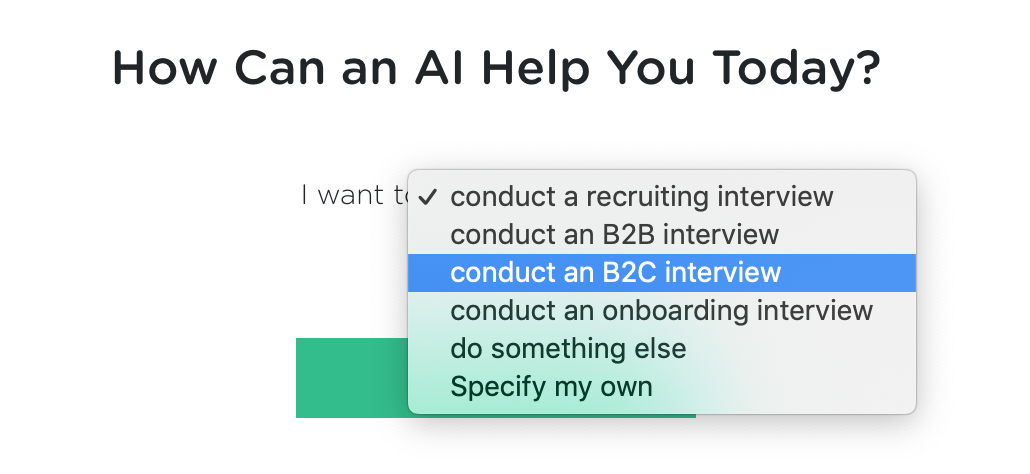 How Can an AI Help You Today?
I want to
conduct a recruiting interview
conduct an B2B interview
conduct an B2C interview
conduct an onboarding interview
do something else
Specify my own